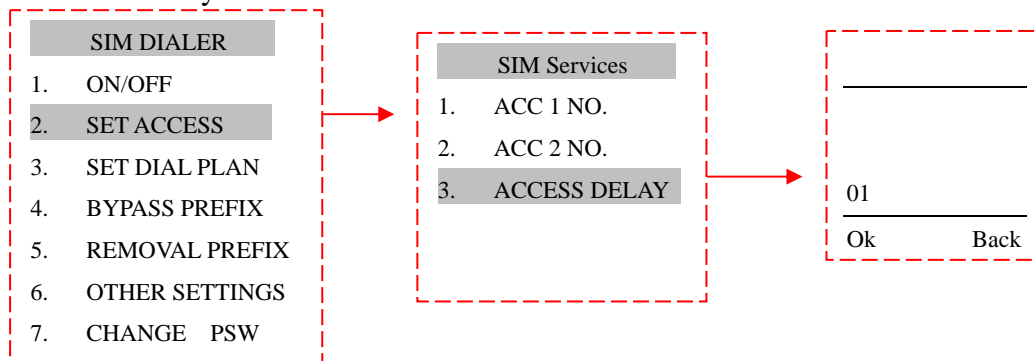 SIM DIALER
1. ON/OFF
2. SET ACCESS
3. SET DIAL PLAN
4. BYPASS PREFIX
5. REMOVAL PREFIX
6. OTHER SETTINGS
7. CHANGE PSW
SIM Services
1. ACC 1 NO.
2. ACC 2 NO.
3. ACCESS DELAY
01
Ok Back